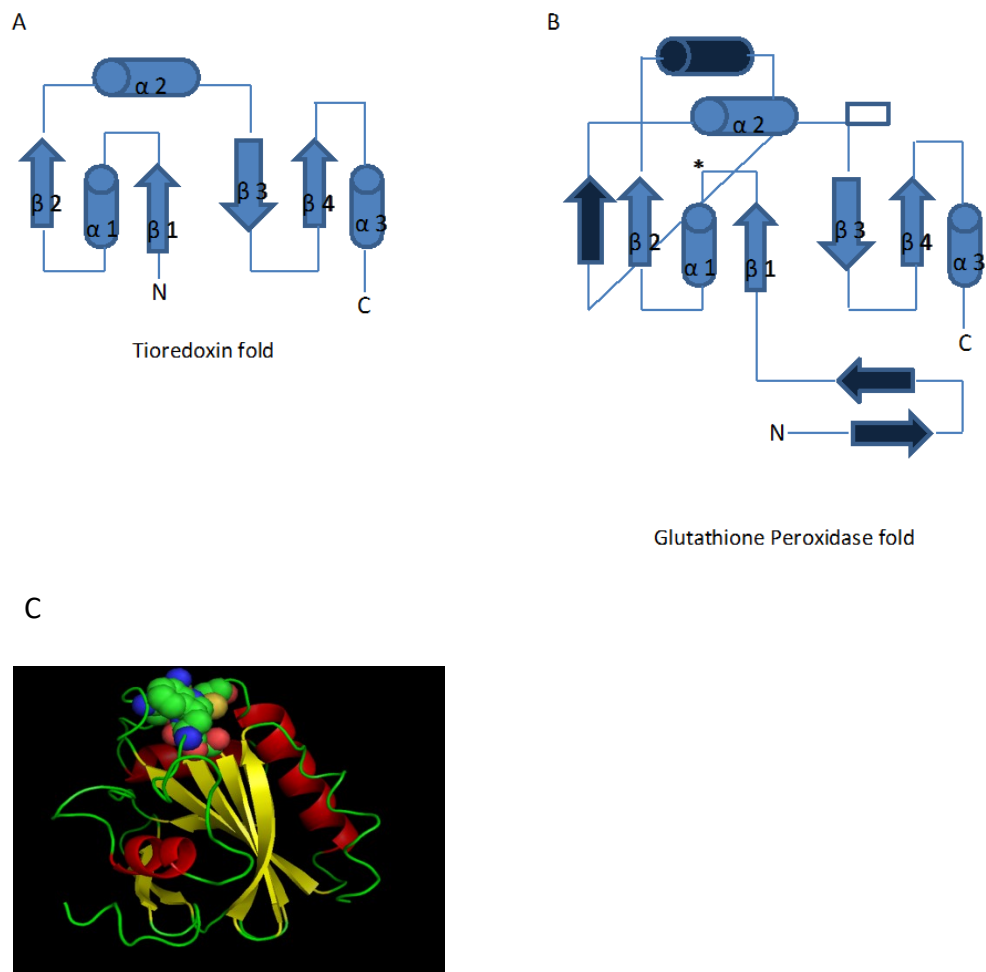 A
B
α 2
β 2
α 1
β 1
β 3
β 4
α 3
N
C
Tioredoxin fold
α 2
*
β 2
α 1
β 1
β 3
β 4
α 3
C
N
Glutathione Peroxidase fold
C